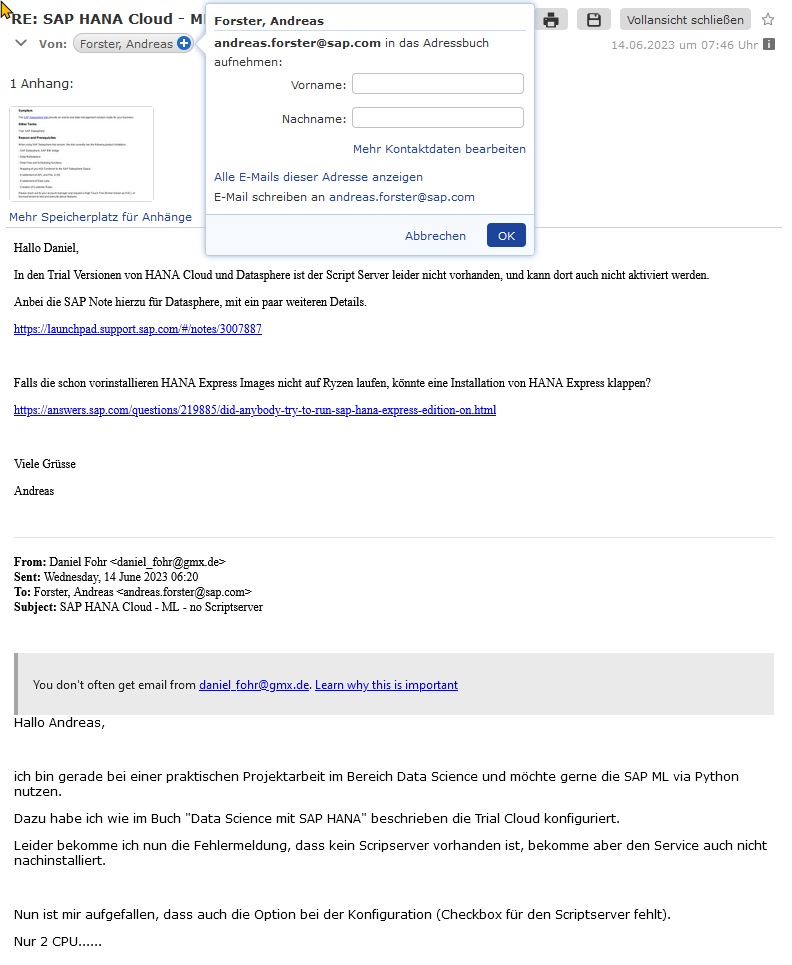 RE: SAP HANA Cloud - ML
Von: Forster, Andreas
Forster, Andreas
andreas.forster@sap.com in das Adressbuch
aufnehmen:
Vorname:
Nachname:
Mehr Kontaktdaten bearbeiten
Alle E-Mails dieser Adresse anzeigen
E-Mail schreiben an andreas.forster@sap.com
Abbrechen OK
Vollansicht schließen
14.06.2023 um 07:46 Uhr
1 Anhang:
Symptom
Other Terms
Reason and Prerequisites
Mehr Speicherplatz für Anhänge
Hallo Daniel,
In den Trial Versionen von HANA Cloud und Datasphere ist der Script Server leider nicht vorhanden, und kann dort auch nicht aktiviert werden.
Anbei die SAP Note hierzu für Datasphere, mit ein paar weiteren Details.
https://launchpad.support.sap.com/#/notes/3007887
Falls die schon vorinstallieren HANA Express Images nicht auf Ryzen laufen, könnte eine Installation von HANA Express klappen?
https://answers.sap.com/questions/219885/did-anybody-try-to-run-sap-hana-express-edition-on.html
Viele Grüsse
Andreas
From: Daniel Fohr <daniel_fohr@gmx.de>
Sent: Wednesday, 14 June 2023 06:20
To: Forster, Andreas <andreas.forster@sap.com>
Subject: SAP HANA Cloud - ML - no Scriptserver
You don't often get email from daniel_fohr@gmx.de. Learn why this is important
Hallo Andreas,
ich bin gerade bei einer praktischen Projektarbeit im Bereich Data Science und möchte gerne die SAP ML via Python
nutzen.
Dazu habe ich wie im Buch "Data Science mit SAP HANA" beschrieben die Trial Cloud konfiguriert.
Leider bekomme ich nun die Fehlermeldung, dass kein Scripserver vorhanden ist, bekomme aber den Service auch nicht
nachinstalliert.
Nun ist mir aufgefallen, dass auch die Option bei der Konfiguration (Checkbox für den Scriptserver fehlt).
Nur 2 CPU......